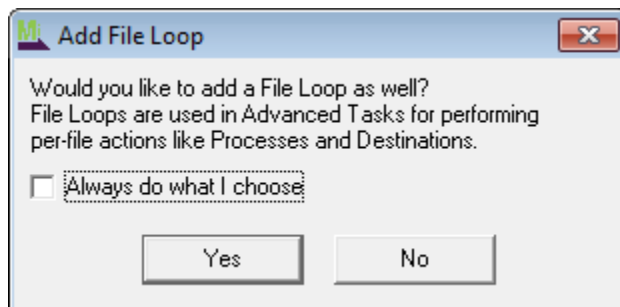 Mi
Add File Loop
Would you like to add a File Loop as well?
File Loops are used in Advanced Tasks for performing
per-file actions like Processes and Destinations.
Always do what I choose
Yes
No